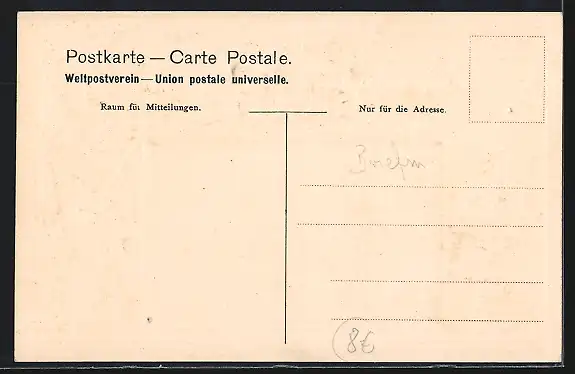 Postkarte — Carte Postale.
Weltpostverein — Union postale universelle.
Raum für Mitteilungen.
Nur für die Adresse.
8€